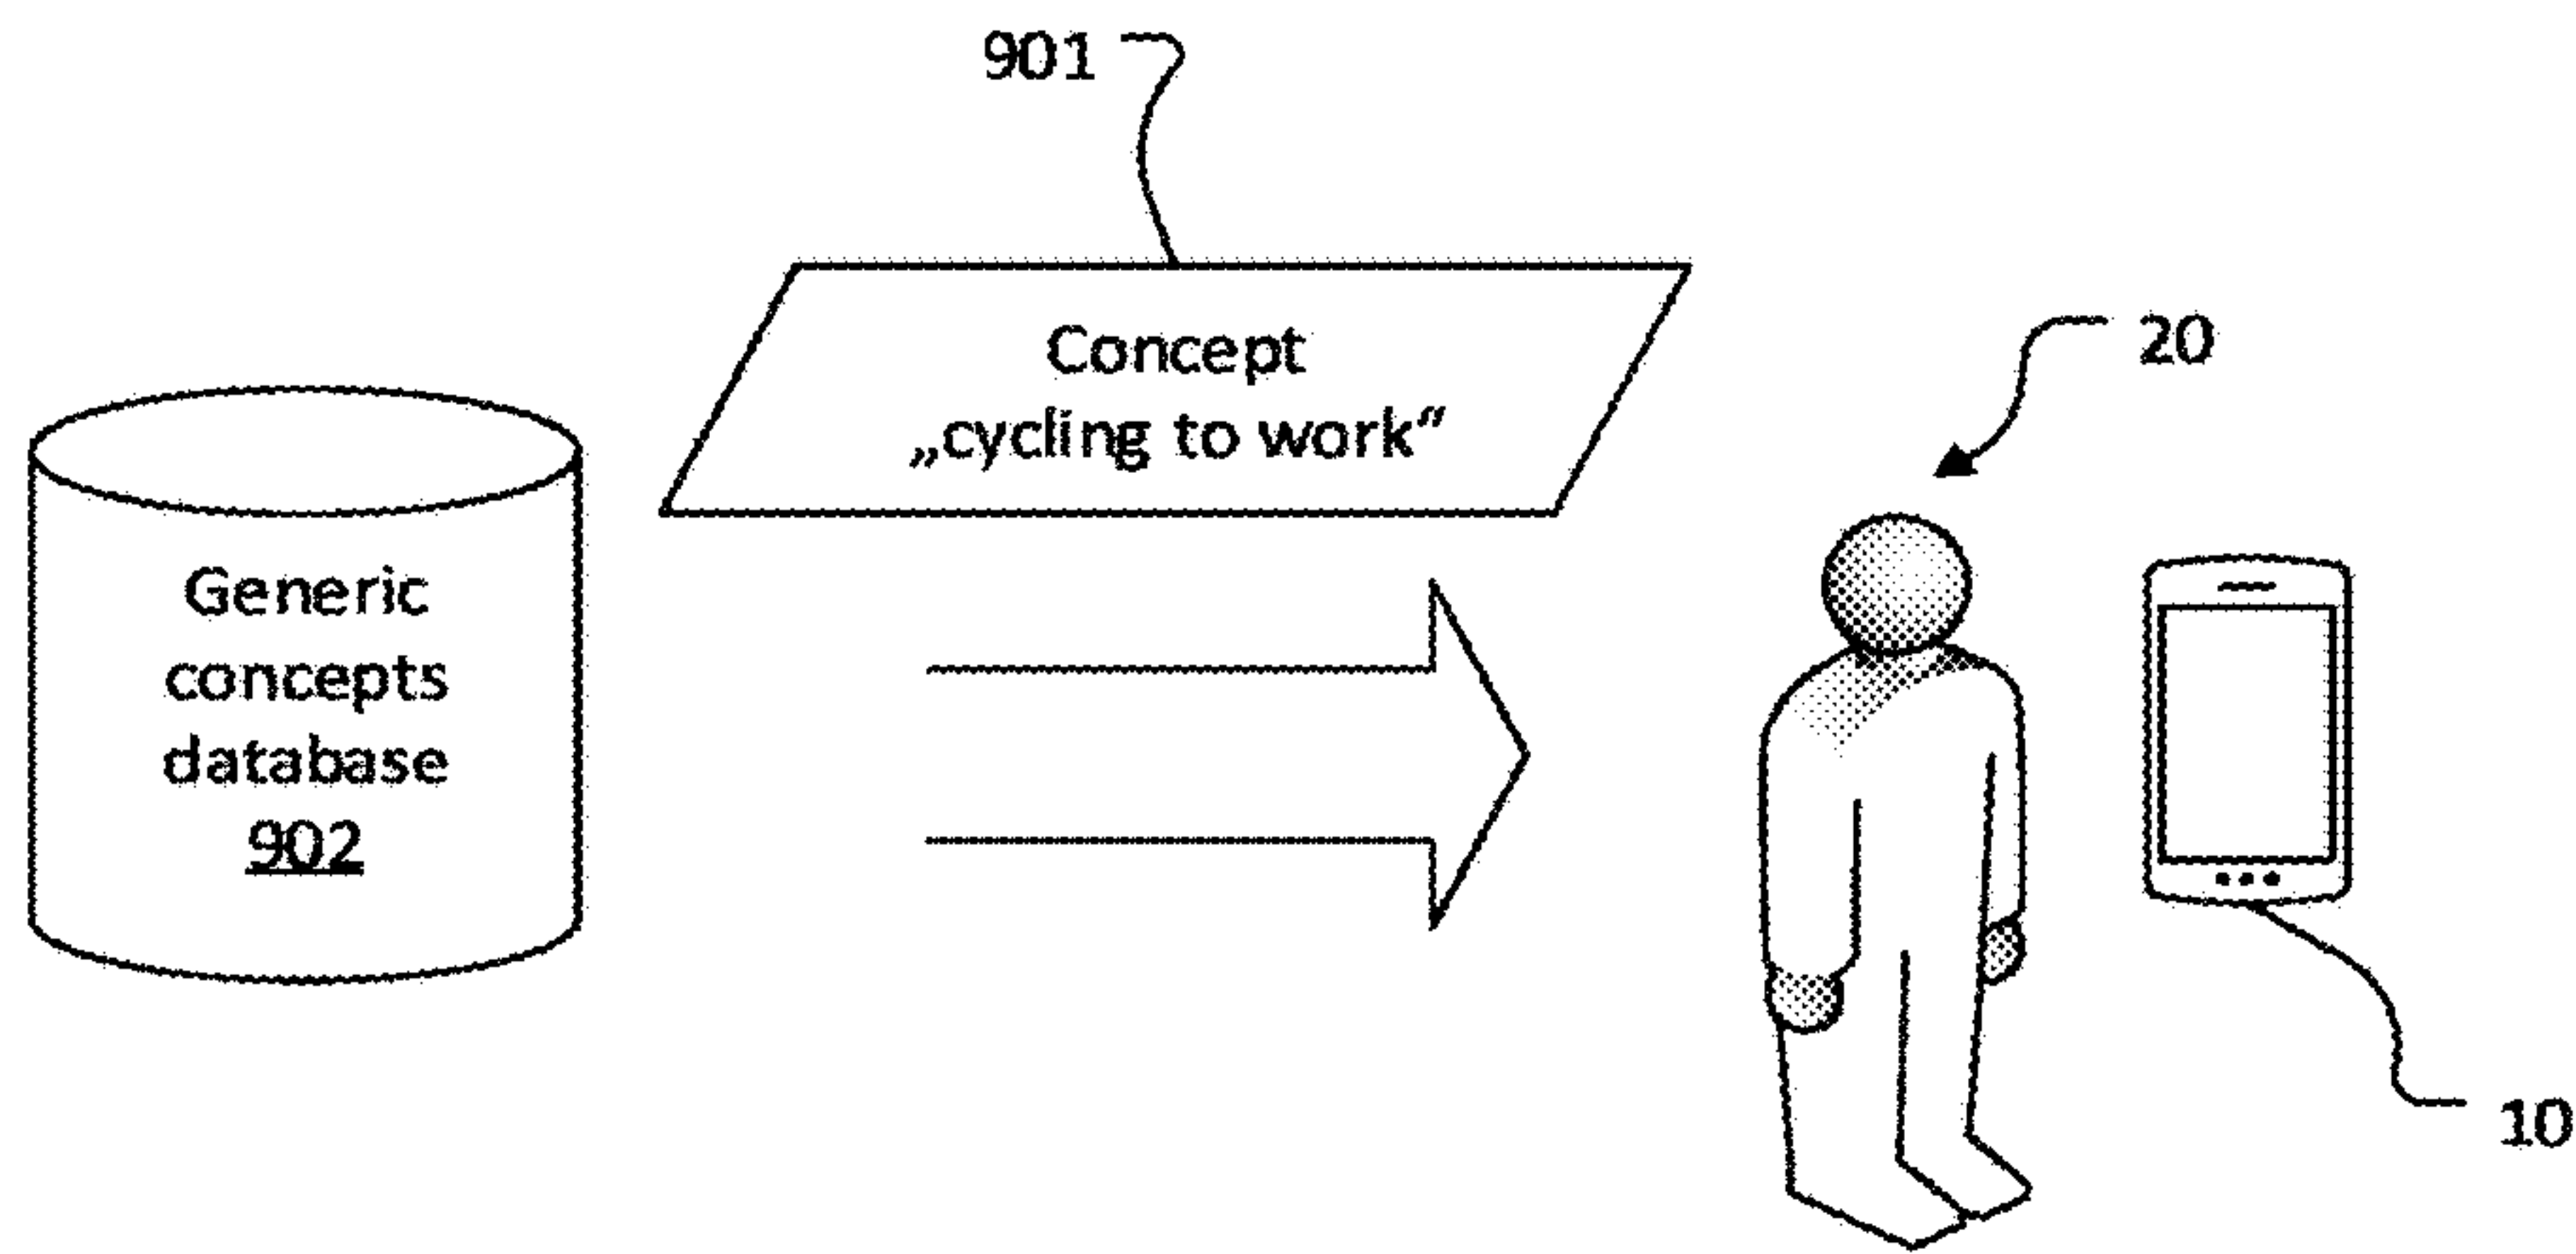 901
Concept
„cycling to work“
20
Generic
concepts
database
902
10